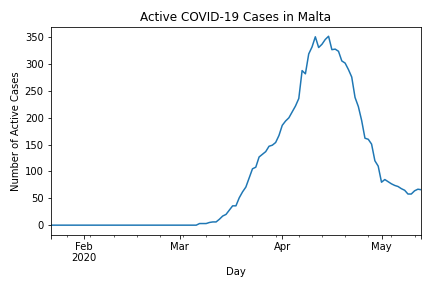 Active COVID-19 Cases in Malta
350
300
250
200
150
100
50
0
Number of Active Cases
Feb
2020
Mar
Apr
May
Day